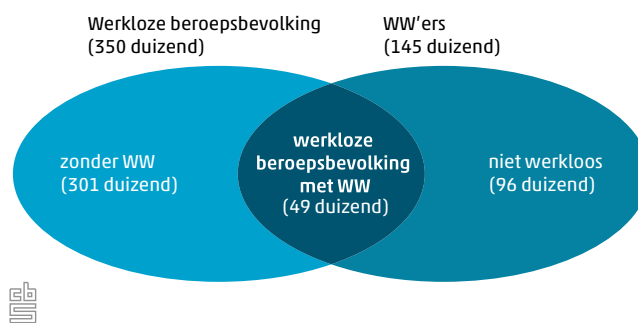 Werkloze beroepsbevolking
(350 duizend)
WW'ers
(145 duizend)
zonder WW
(301 duizend)
werkloze
beroepsbevolking
met WW
(49 duizend)
niet werkloos
(96 duizend)
cbs